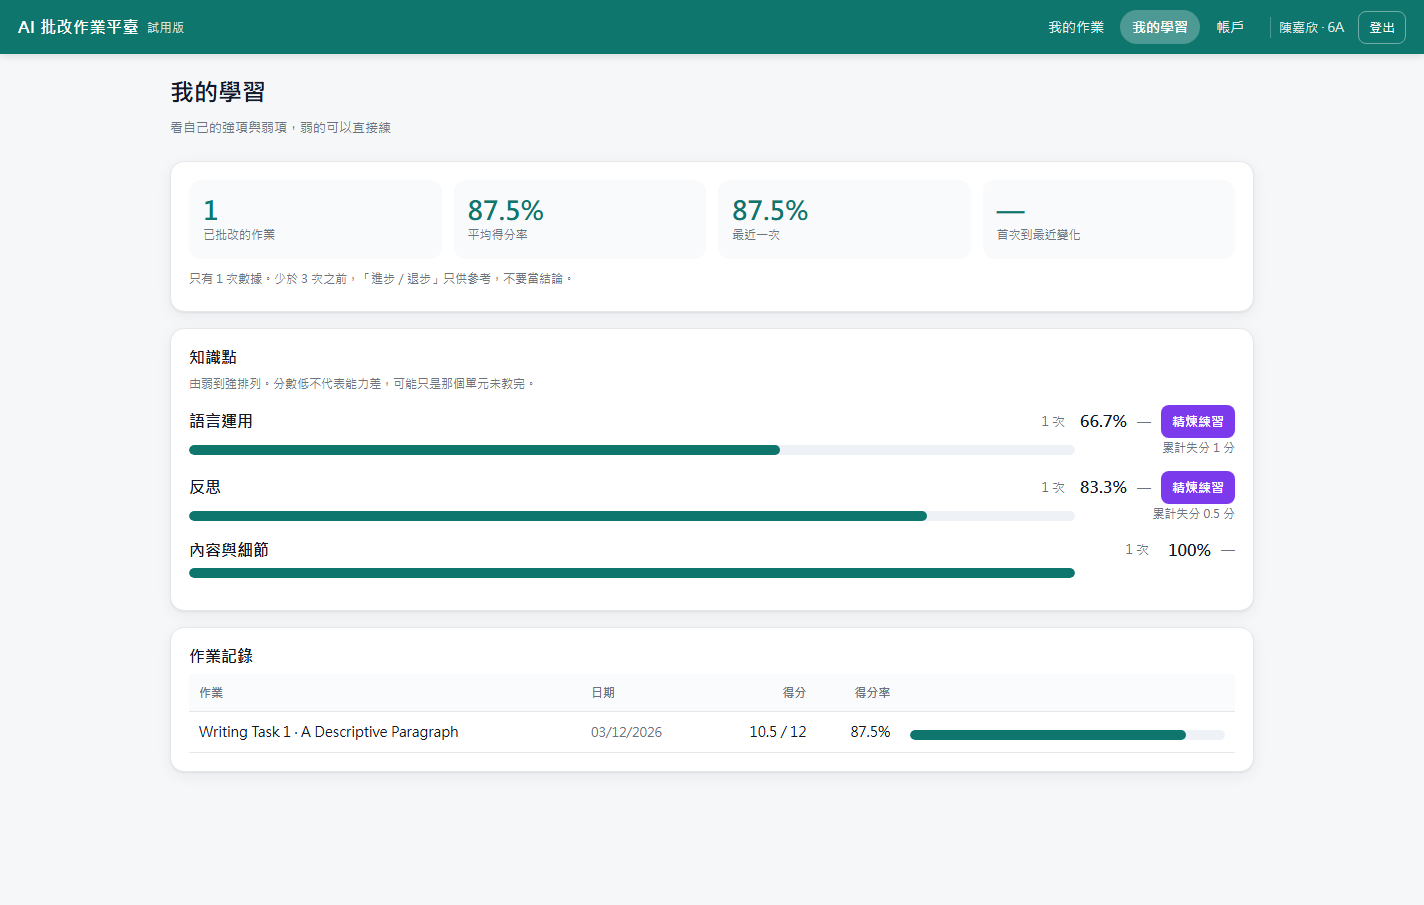 AI 批改作業平臺 試用版
我的作業 我的學習 帳戶 陳嘉欣 · 6A 登出
我的學習
看自己的強項與弱項，弱的可以直接練
1
已批改的作業
87.5%
平均得分率
87.5%
最近一次
—
首次到最近變化
只有 1 次數據。少於 3 次之前，「進步 / 退步」只供參考，不要當結論。
知識點
由弱到強排列。分數低不代表能力差，可能只是那個單元未教完。
語言運用 1 次 66.7% — 精煉練習
累計失分 1 分
反思 1 次 83.3% — 精煉練習
累計失分 0.5 分
內容與細節 1 次 100% —
作業記錄
作業 日期 得分 得分率
Writing Task 1 · A Descriptive Paragraph 03/12/2026 10.5 / 12 87.5%